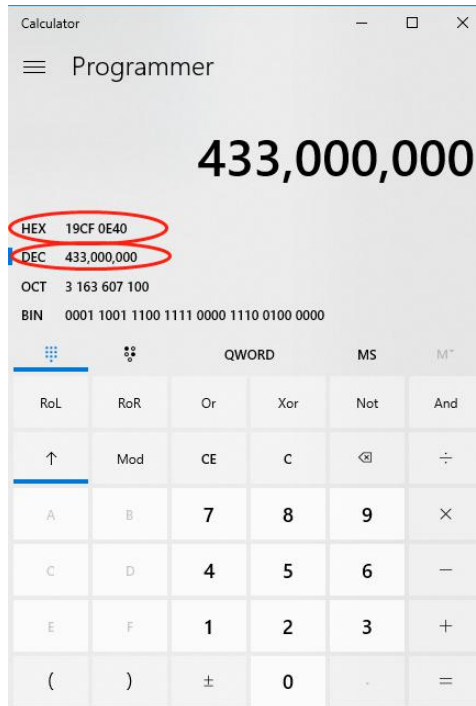 Calculator
Programmer
433,000,000
HEX 19CF 0E40
DEC 433,000,000
OCT 3 163 607 100
BIN 0001 1001 1100 1111 0000 1110 0100 0000
QWORD MS M˅
RoL RoR Or Xor Not And
↑ Mod CE C ⌫ ÷
A B 7 8 9 ×
C D 4 5 6 −
E F 1 2 3 +
( ) ± 0 . =